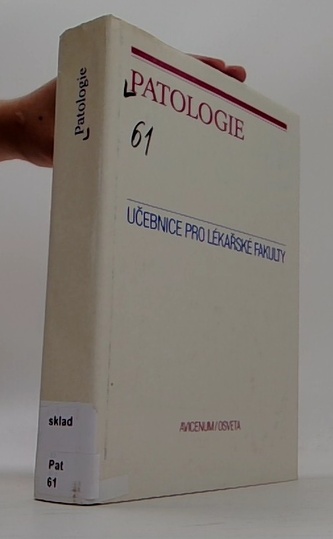 Patologie
PATOLOGIE
61
UČEBNICE PRO LÉKAŘSKÉ FAKULTY
AVICENUM/OSVETA
sklad
Pat
61